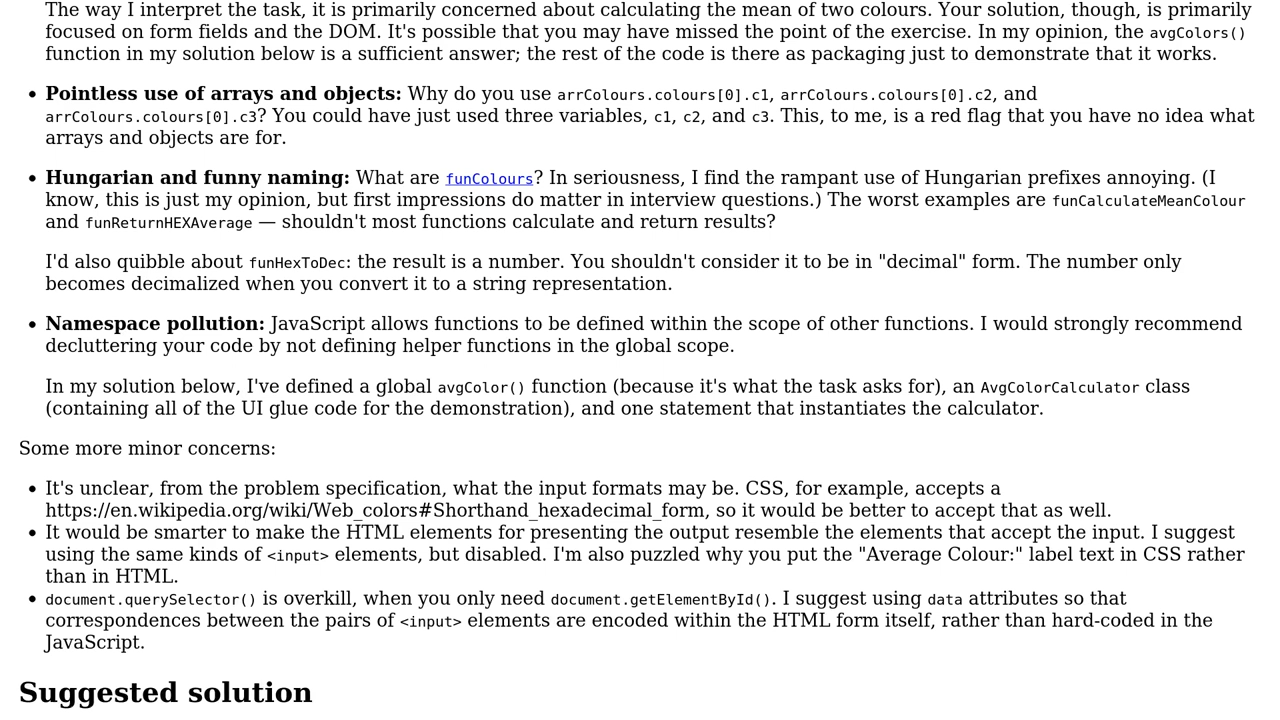 The way I interpret the task, it is primarily concerned about calculating the mean of two colours. Your solution, though, is primarily
focused on form fields and the DOM. It's possible that you may have missed the point of the exercise. In my opinion, the avgColors()
function in my solution below is a sufficient answer; the rest of the code is there as packaging just to demonstrate that it works.
• Pointless use of arrays and objects: Why do you use arrColours.colours[0].c1, arrColours.colours[0].c2, and
arrColours.colours[0].c3? You could have just used three variables, c1, c2, and c3. This, to me, is a red flag that you have no idea what
arrays and objects are for.
• Hungarian and funny naming: What are funColours? In seriousness, I find the rampant use of Hungarian prefixes annoying. (I
know, this is just my opinion, but first impressions do matter in interview questions.) The worst examples are funCalculateMeanColour
and funReturnHEXAverage — shouldn't most functions calculate and return results?
I'd also quibble about funHexToDec: the result is a number. You shouldn't consider it to be in "decimal" form. The number only
becomes decimalized when you convert it to a string representation.
• Namespace pollution: JavaScript allows functions to be defined within the scope of other functions. I would strongly recommend
decluttering your code by not defining helper functions in the global scope.
In my solution below, I've defined a global avgColor() function (because it's what the task asks for), an AvgColorCalculator class
(containing all of the UI glue code for the demonstration), and one statement that instantiates the calculator.
Some more minor concerns:
• It's unclear, from the problem specification, what the input formats may be. CSS, for example, accepts a
https://en.wikipedia.org/wiki/Web_colors#Shorthand_hexadecimal_form, so it would be better to accept that as well.
• It would be smarter to make the HTML elements for presenting the output resemble the elements that accept the input. I suggest
using the same kinds of <input> elements, but disabled. I'm also puzzled why you put the "Average Colour:" label text in CSS rather
than in HTML.
• document.querySelector() is overkill, when you only need document.getElementById(). I suggest using data attributes so that
correspondences between the pairs of <input> elements are encoded within the HTML form itself, rather than hard-coded in the
JavaScript.
Suggested solution